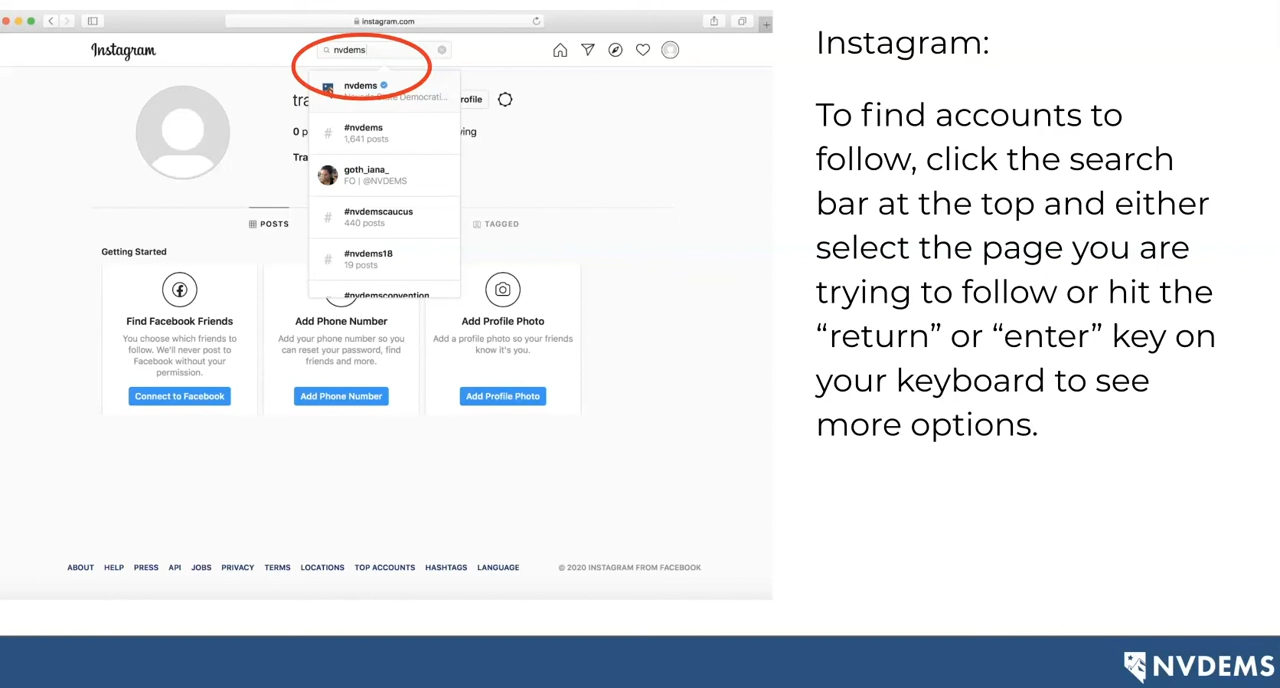 instagram.com
Instagram
nvdems
nvdems
#nvdems
1,641 posts
goth_iana_
FO | @NVDEMS
#nvdemscaucus
440 posts
#nvdems18
19 posts
#nvdemsconvention
POSTS
TAGGED
Getting Started
Find Facebook Friends
You choose which friends to
follow. We'll never post to
Facebook without your
permission.
Connect to Facebook
Add Phone Number
Add your phone number so you
can reset your password, find
friends and more.
Add Phone Number
Add Profile Photo
Add a profile photo so your friends
know it's you.
Add Profile Photo
ABOUT HELP PRESS API JOBS PRIVACY TERMS LOCATIONS TOP ACCOUNTS HASHTAGS LANGUAGE © 2020 INSTAGRAM FROM FACEBOOK
Instagram:
To find accounts to
follow, click the search
bar at the top and either
select the page you are
trying to follow or hit the
“return” or “enter” key on
your keyboard to see
more options.
NVDEMS